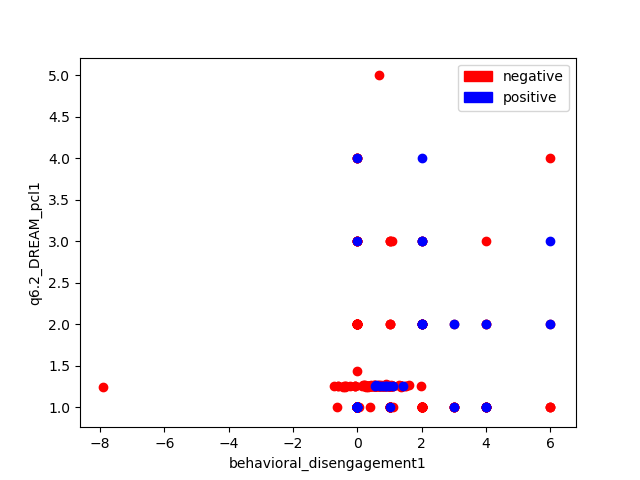 5.0
4.5
4.0
3.5
3.0
2.5
2.0
1.5
1.0
q6.2_DREAM_pcl1
negative
positive
−8 −6 −4 −2 0 2 4 6
behavioral_disengagement1